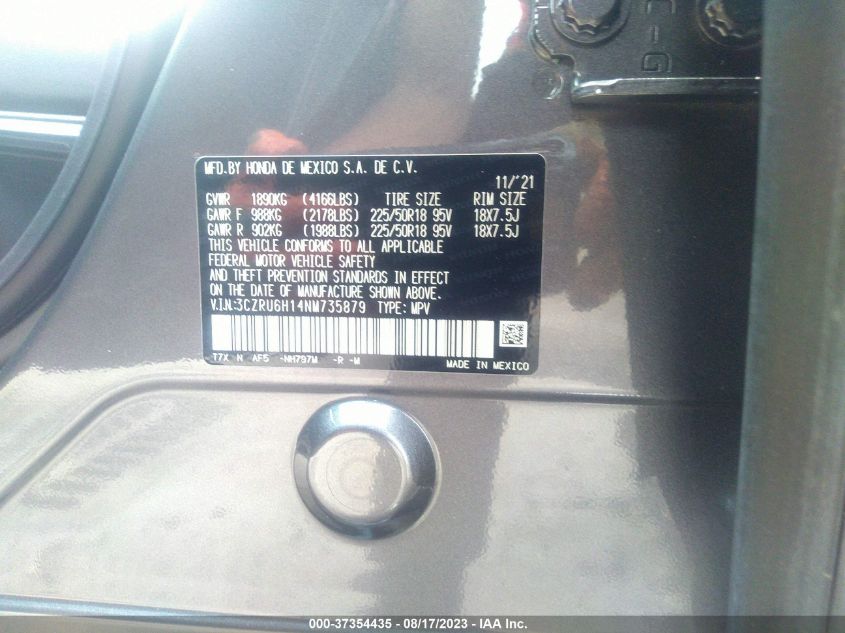 C-G
MFD.BY HONDA DE MEXICO S.A. DE C.V.
11/'21
GVWR 1890KG (4166LBS) TIRE SIZE RIM SIZE
GAWR F 988KG (2178LBS) 225/50R18 95V 18X7.5J
GAWR R 902KG (1988LBS) 225/50R18 95V 18X7.5J
THIS VEHICLE CONFORMS TO ALL APPLICABLE
FEDERAL MOTOR VEHICLE SAFETY
AND THEFT PREVENTION STANDARDS IN EFFECT
ON THE DATE OF MANUFACTURE SHOWN ABOVE.
V.I.N.:3CZRU6H14NM735879 TYPE: MPV
T7X N AF5 -NH797M -R -M
MADE IN MEXICO
000-37354435 - 08/17/2023 - IAA Inc.